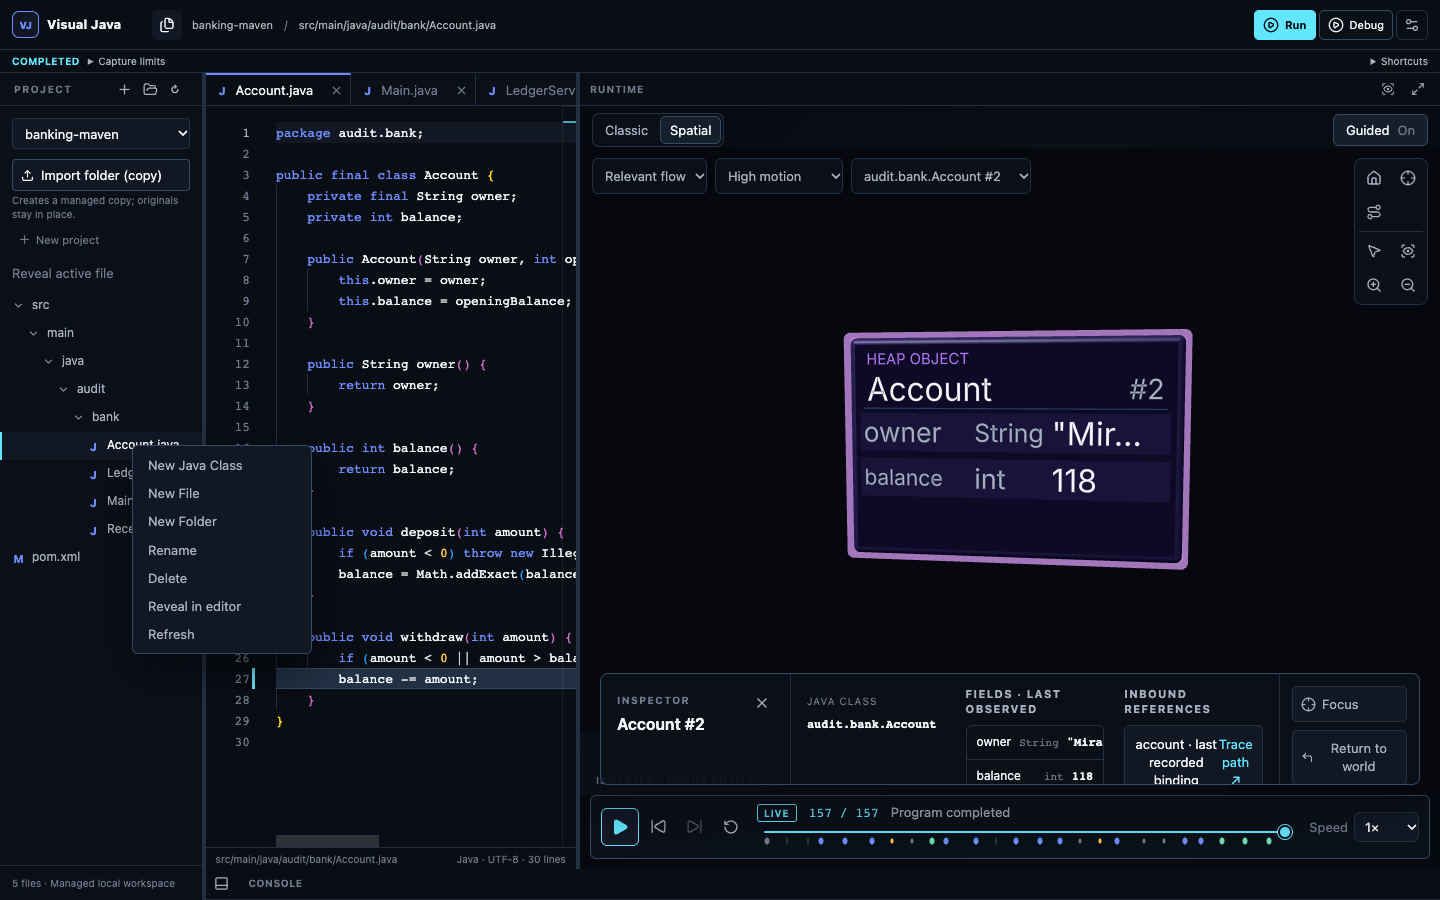 VJ Visual Java
banking-maven / src/main/java/audit/bank/Account.java
Run
Debug
COMPLETED ▶ Capture limits
▶ Shortcuts
PROJECT
banking-maven
Import folder (copy)
Creates a managed copy; originals
stay in place.
+ New project
Reveal active file
src
main
java
audit
bank
J Account.java
J Ledg
J Main
J Rece
M pom.xml
New Java Class
New File
New Folder
Rename
Delete
Reveal in editor
Refresh
5 files · Managed local workspace
J Account.java ×
J Main.java ×
J LedgerServ
1 package audit.bank;
2
3 public final class Account {
4 private final String owner;
5 private int balance;
6
7 public Account(String owner, int op
8 this.owner = owner;
9 this.balance = openingBalance;
10 }
11
12 public String owner() {
13 return owner;
14 }
15
public int balance() {
return balance;
public void deposit(int amount) {
if (amount < 0) throw new Illeg
balance = Math.addExact(balance
public void withdraw(int amount) {
26 if (amount < 0 || amount > bala
27 balance -= amount;
28 }
29 }
30
src/main/java/audit/bank/Account.java
Java · UTF-8 · 30 lines
CONSOLE
RUNTIME
Classic Spatial
Guided On
Relevant flow
High motion
audit.bank.Account #2
HEAP OBJECT
Account #2
owner String "Mir...
balance int 118
INSPECTOR
Account #2
JAVA CLASS
audit.bank.Account
FIELDS · LAST
OBSERVED
owner String "Mira
balance int 118
INBOUND
REFERENCES
account · last
recorded
binding
Trace
path
↗
Focus
Return to
world
LIVE 157 / 157 Program completed
Speed 1×